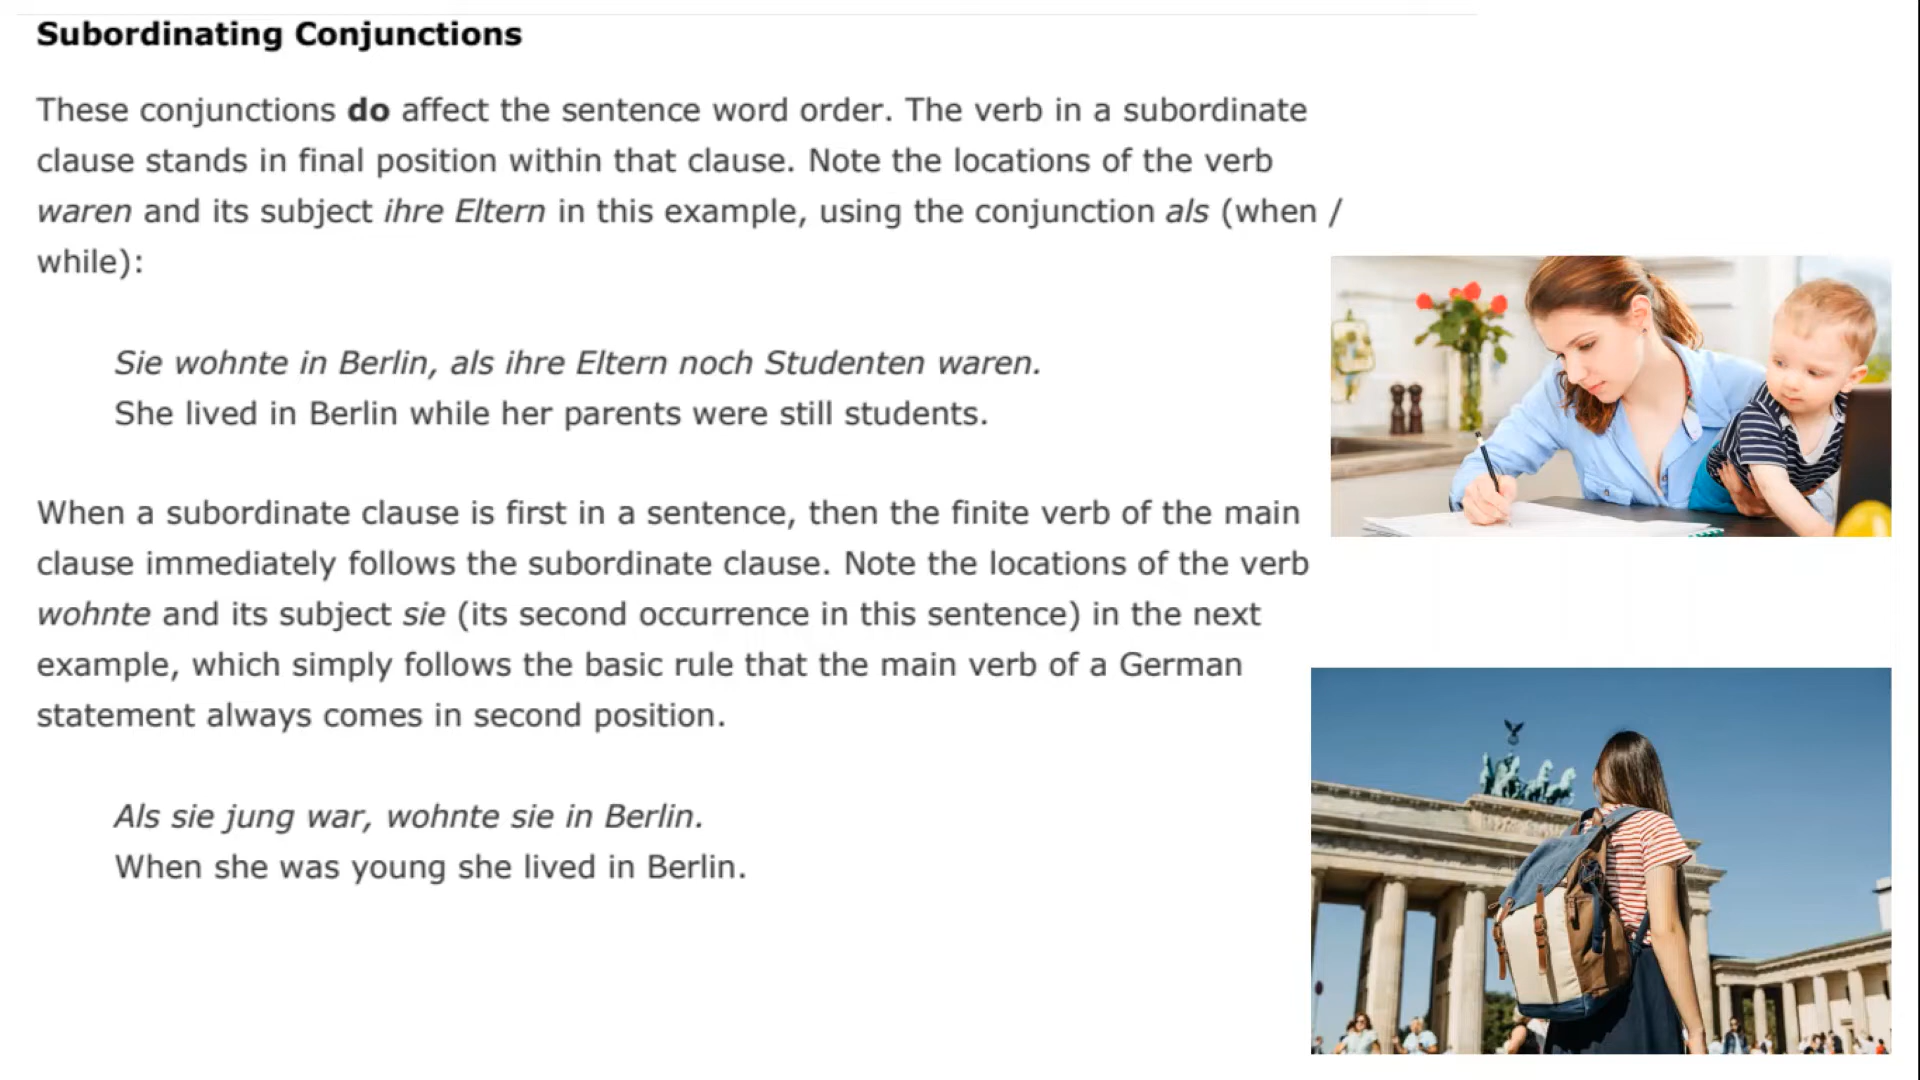 Subordinating Conjunctions
These conjunctions do affect the sentence word order. The verb in a subordinate
clause stands in final position within that clause. Note the locations of the verb
waren and its subject ihre Eltern in this example, using the conjunction als (when /
while):
Sie wohnte in Berlin, als ihre Eltern noch Studenten waren.
She lived in Berlin while her parents were still students.
When a subordinate clause is first in a sentence, then the finite verb of the main
clause immediately follows the subordinate clause. Note the locations of the verb
wohnte and its subject sie (its second occurrence in this sentence) in the next
example, which simply follows the basic rule that the main verb of a German
statement always comes in second position.
Als sie jung war, wohnte sie in Berlin.
When she was young she lived in Berlin.